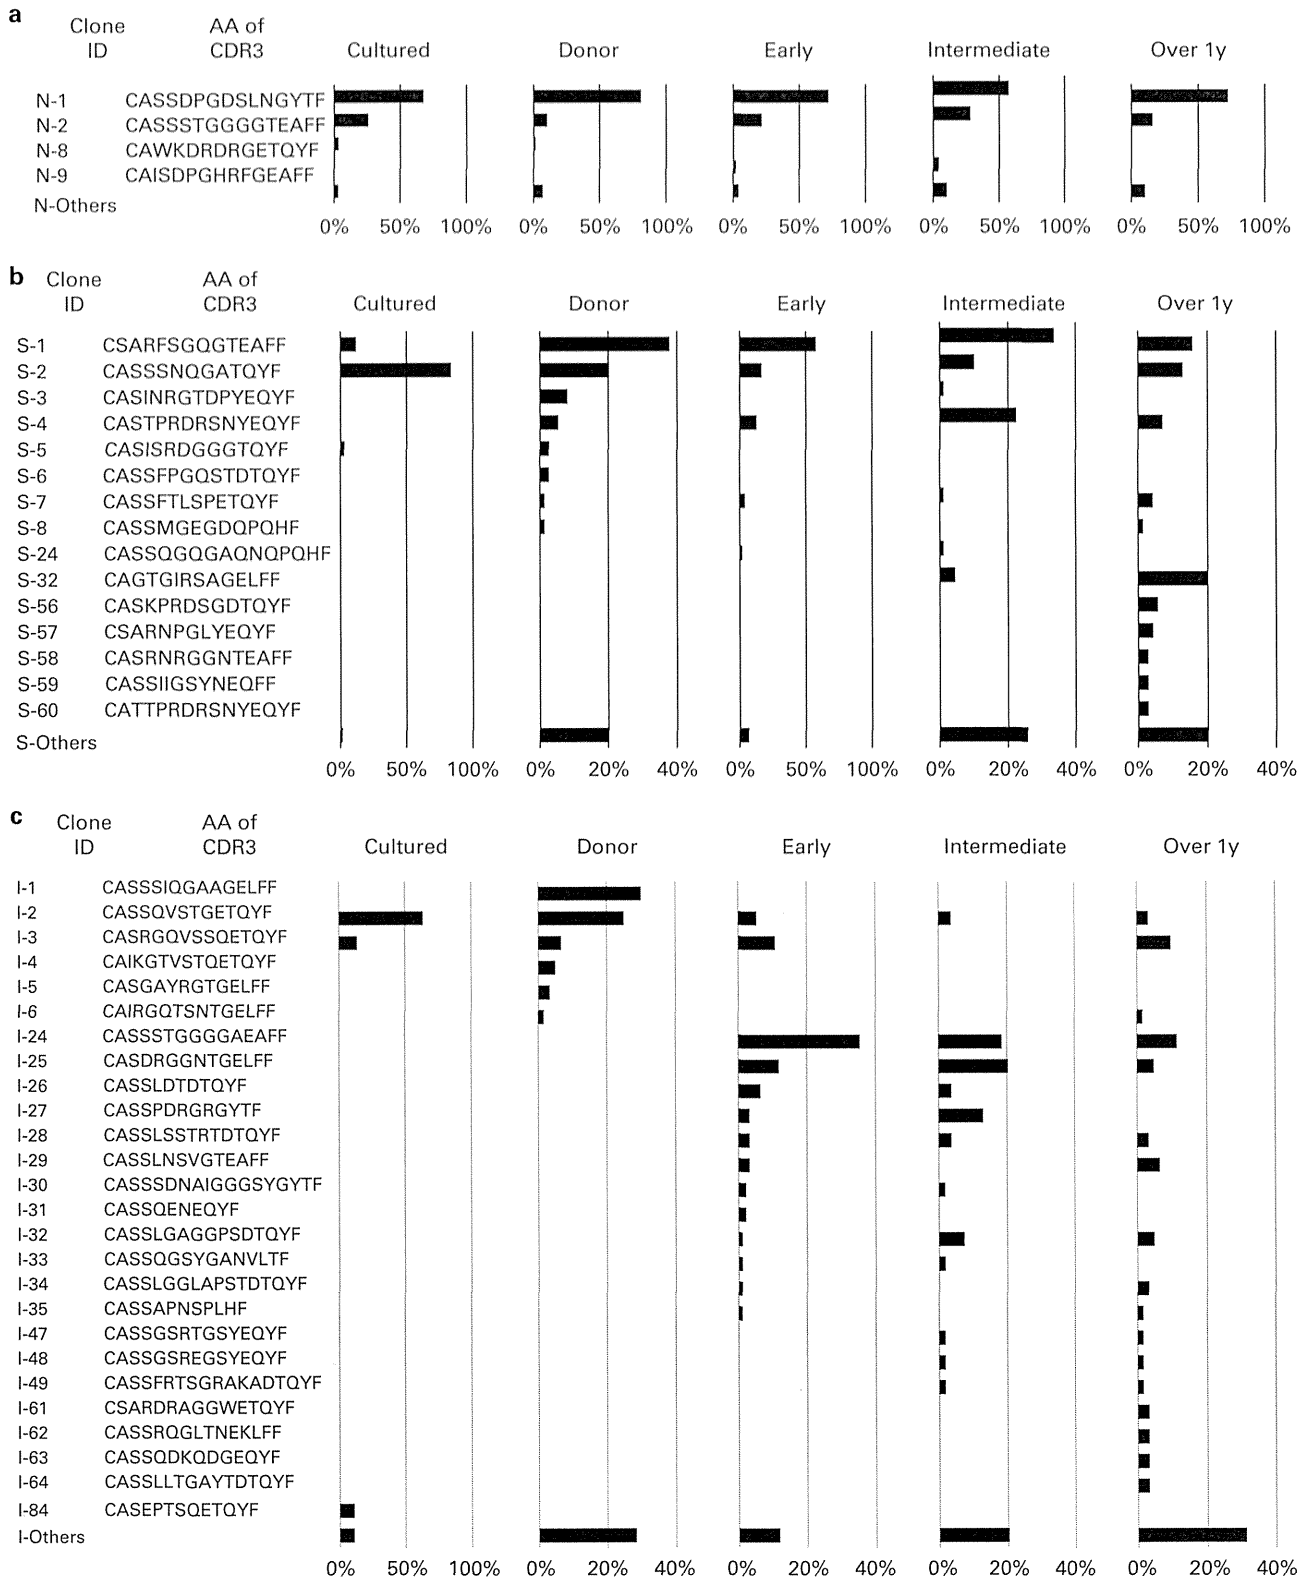 a
Clone ID AA of CDR3 Cultured Donor Early Intermediate Over 1y
N-1 CASSDPGDSLNGYTF
N-2 CASSSTGGGGTEAFF
N-8 CAWKDRDRGETQYF
N-9 CAISDPGHRFGEAFF
N-Others
0% 50% 100% 0% 50% 100% 0% 50% 100% 0% 50% 100% 0% 50% 100%
b
Clone ID AA of CDR3 Cultured Donor Early Intermediate Over 1y
S-1 CSARFSGQGTEAFF
S-2 CASSSNQGATQYF
S-3 CASINRGTDPYEQYF
S-4 CASTPRDRSNYEQYF
S-5 CASISRDGGGTQYF
S-6 CASSFPGQSTDTQYF
S-7 CASSFTLSPETQYF
S-8 CASSMGEGDQPQHF
S-24 CASSQGQGAQNQPQHF
S-32 CAGTGIRSAGELFF
S-56 CASKPRDSGDTQYF
S-57 CSARNPGLYEQYF
S-58 CASRNRGGNTEAFF
S-59 CASSIIGSYNEQFF
S-60 CATTPRDRSNYEQYF
S-Others
0% 50% 100% 0% 20% 40% 0% 50% 100% 0% 20% 40% 0% 20% 40%
c
Clone ID AA of CDR3 Cultured Donor Early Intermediate Over 1y
I-1 CASSSIQGAAGELFF
I-2 CASSQVSTGETQYF
I-3 CASRGQVSSQETQYF
I-4 CAIKGTVSTQETQYF
I-5 CASGAYRGTGELFF
I-6 CAIRGQTSNTGELFF
I-24 CASSSTGGGGAEAFF
I-25 CASDRGGNTGELFF
I-26 CASSLDTDTQYF
I-27 CASSPDRGRGYTF
I-28 CASSLSSTRTDTQYF
I-29 CASSLNSVGTEAFF
I-30 CASSSDNAIGGGSYGYTF
I-31 CASSQENEQYF
I-32 CASSLGAGGPSDTQYF
I-33 CASSQGSYGANVLTF
I-34 CASSLGGLAPSTDTQYF
I-35 CASSAPNSPLHF
I-47 CASSGSRTGSYEQYF
I-48 CASSGSREGSYEQYF
I-49 CASSFRTSGRAKADTQYF
I-61 CSARDRAGGWETQYF
I-62 CASSRQGLTNEKLFF
I-63 CASSQDKQDGEQYF
I-64 CASSLLTGAYTDTQYF
I-84 CASEPTSQETQYF
I-Others
0% 50% 100% 0% 20% 40% 0% 20% 40% 0% 20% 40% 0% 20% 40%